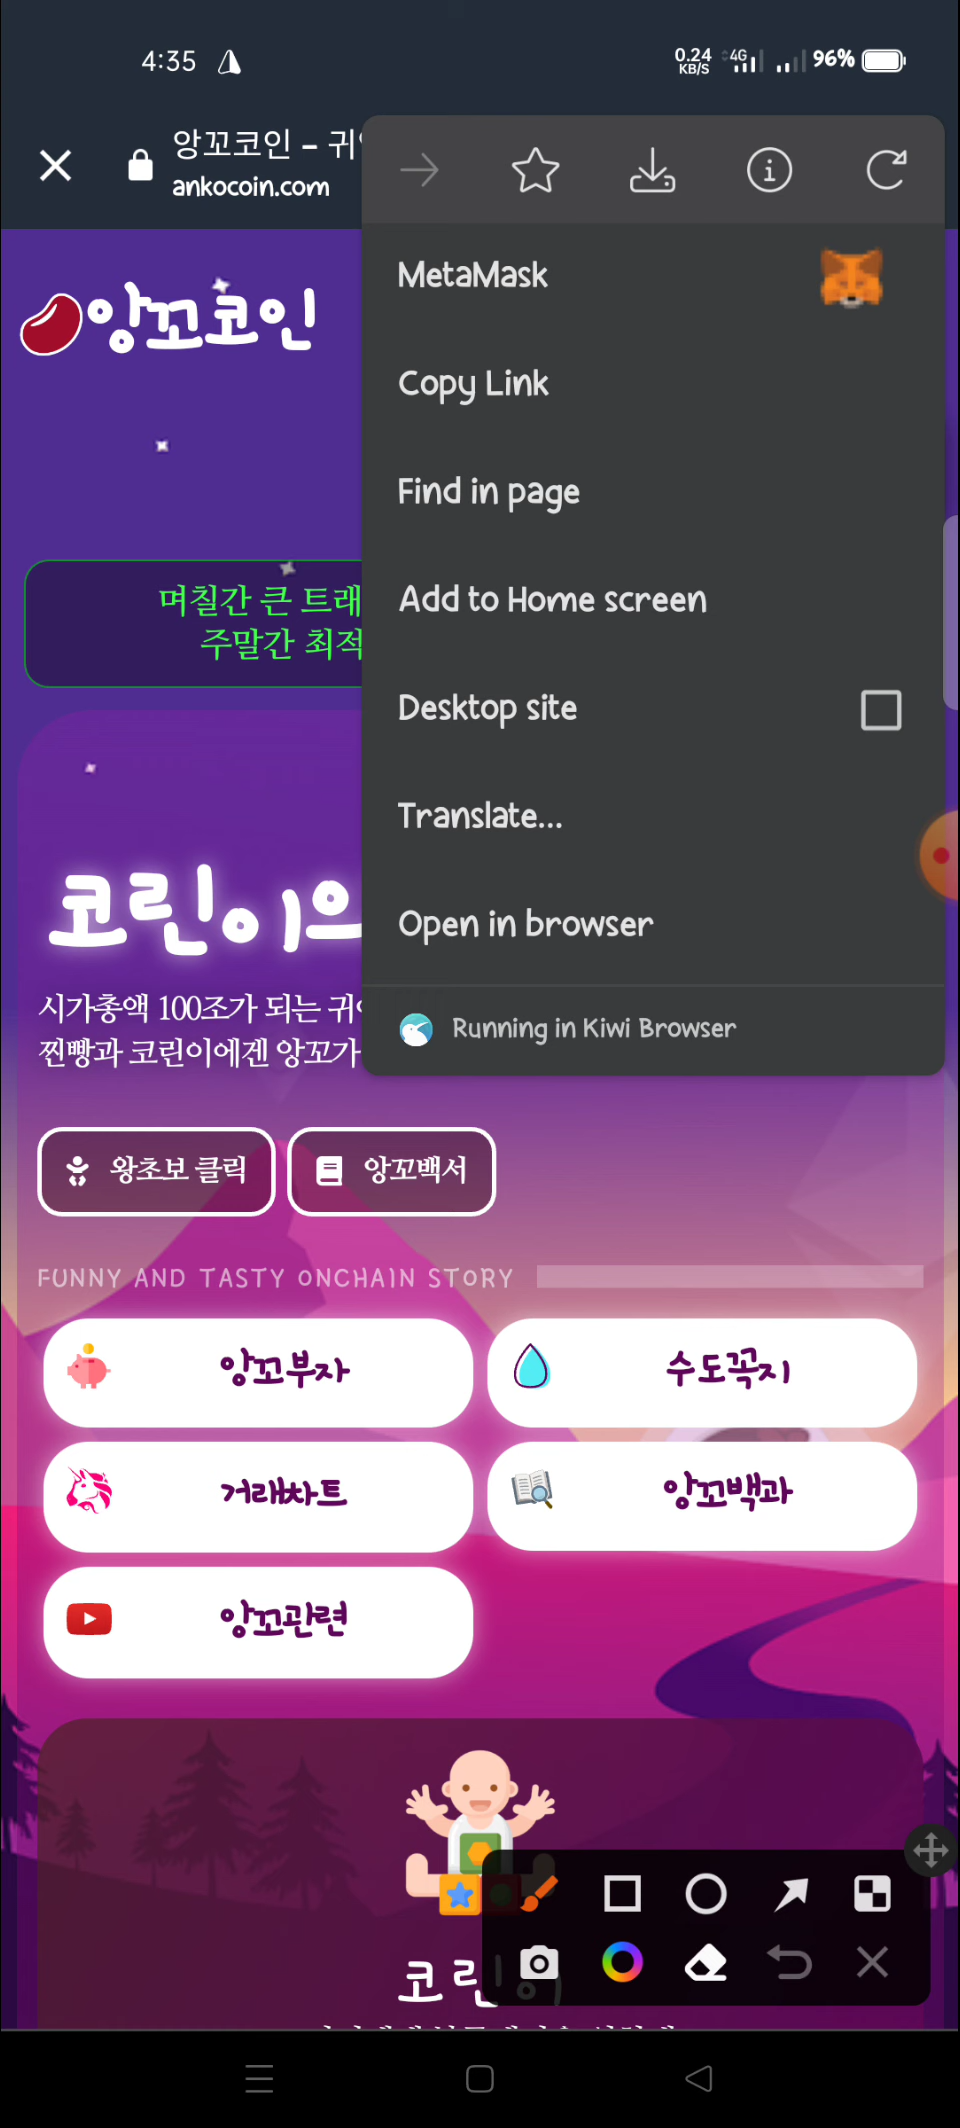 4:35
0.24 KB/S 4G 96%
앙꼬코인 – 귀
ankocoin.com
MetaMask
Copy Link
Find in page
Add to Home screen
Desktop site
Translate...
Open in browser
Running in Kiwi Browser
앙꼬코인
며칠간 큰 트래
주말간 최적
코린이의
시가총액 100조가 되는 귀
찐빵과 코린이에겐 앙꼬가
왕초보 클릭
앙꼬백서
FUNNY AND TASTY ONCHAIN STORY
앙꼬부자
수도꼭지
거래차트
앙꼬백과
앙꼬관련
코린이